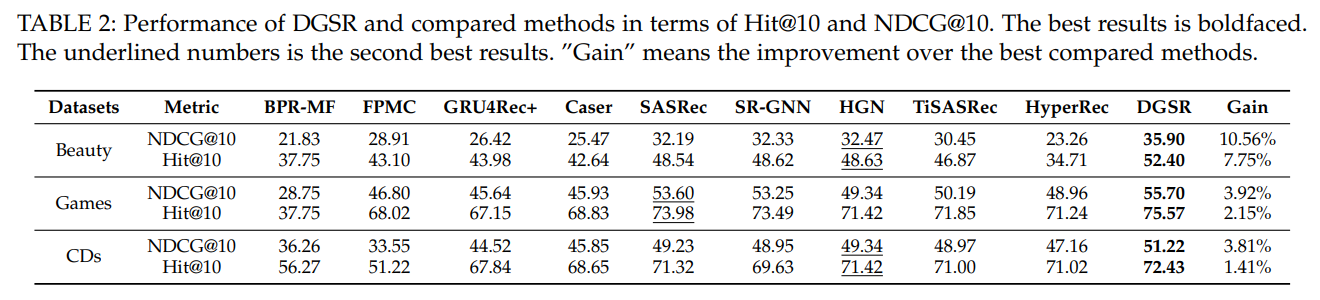 TABLE 2: Performance of DGSR and compared methods in terms of Hit@10 and NDCG@10. The best results is boldfaced.
The underlined numbers is the second best results. ”Gain” means the improvement over the best compared methods.
Datasets Metric BPR-MF FPMC GRU4Rec+ Caser SASRec SR-GNN HGN TiSASRec HyperRec DGSR Gain
Beauty NDCG@10 21.83 28.91 26.42 25.47 32.19 32.33 32.47 30.45 23.26 35.90 10.56%
Hit@10 37.75 43.10 43.98 42.64 48.54 48.62 48.63 46.87 34.71 52.40 7.75%
Games NDCG@10 28.75 46.80 45.64 45.93 53.60 53.25 49.34 50.19 48.96 55.70 3.92%
Hit@10 37.75 68.02 67.15 68.83 73.98 73.49 71.42 71.85 71.24 75.57 2.15%
CDs NDCG@10 36.26 33.55 44.52 45.85 49.23 48.95 49.34 48.97 47.16 51.22 3.81%
Hit@10 56.27 51.22 67.84 68.65 71.32 69.63 71.42 71.00 71.02 72.43 1.41%